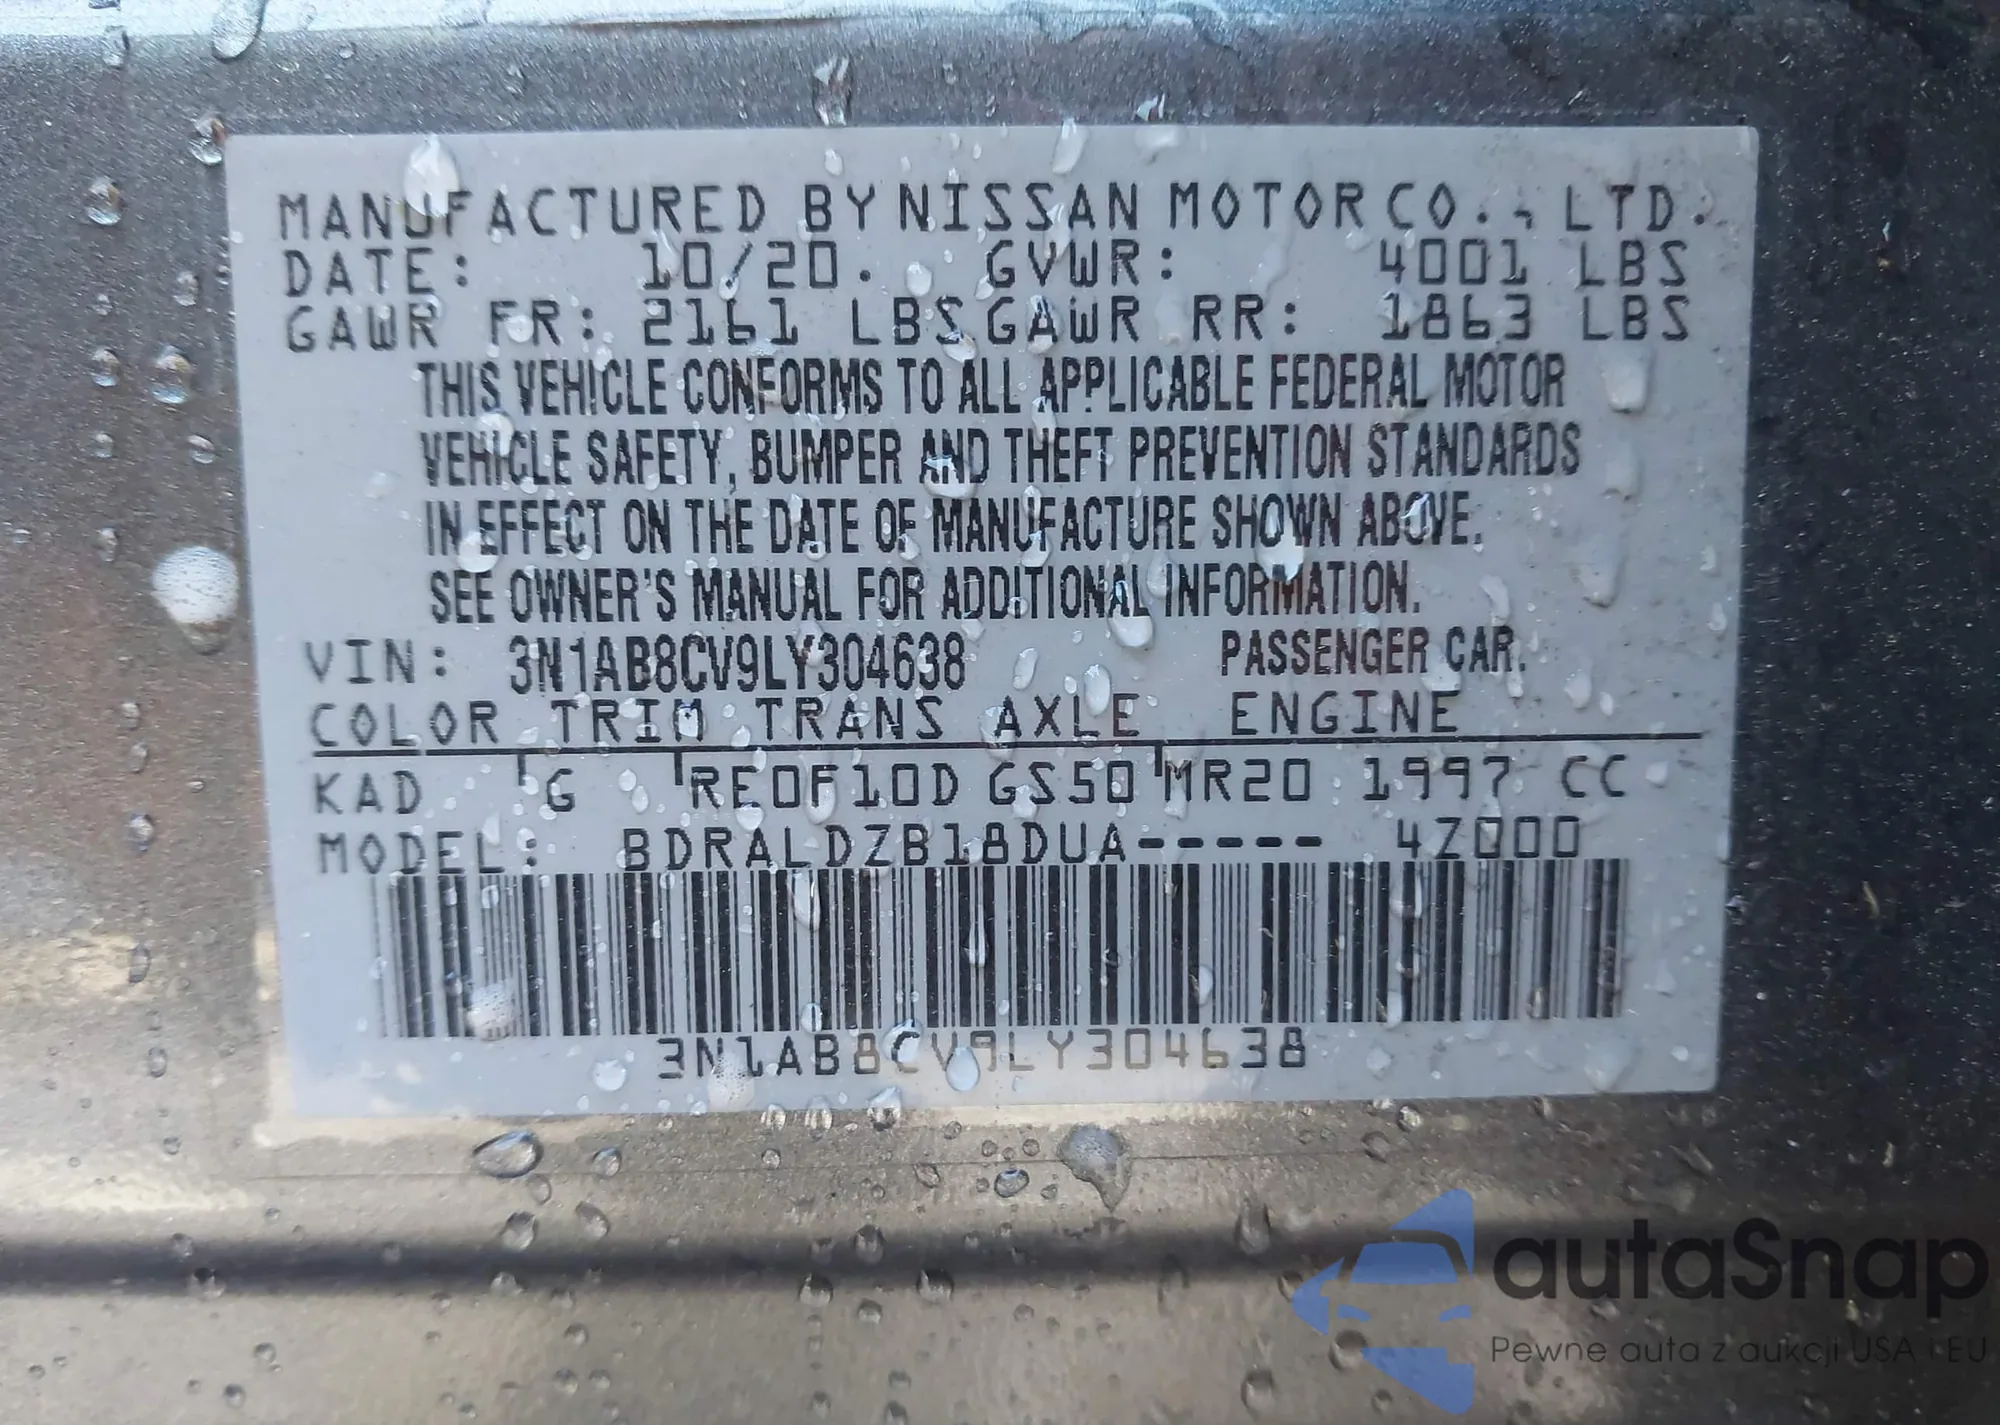 MANUFACTURED BY NISSAN MOTOR CO., LTD.
DATE: 10/20. GVWR: 4001 LBS
GAWR FR: 2161 LBS GAWR RR: 1863 LBS
THIS VEHICLE CONFORMS TO ALL APPLICABLE FEDERAL MOTOR
VEHICLE SAFETY, BUMPER AND THEFT PREVENTION STANDARDS
IN EFFECT ON THE DATE OF MANUFACTURE SHOWN ABOVE.
SEE OWNER'S MANUAL FOR ADDITIONAL INFORMATION.
VIN: 3N1AB8CV9LY304638 PASSENGER CAR.
COLOR TRIM TRANS AXLE ENGINE
KAD G RE0F10D GS50 MR20 1997 CC
MODEL: BDRALDZB18DUA----- 4Z000
3N1AB8CV9LY304638
autaSnap
Pewne auta z aukcji USA i EU